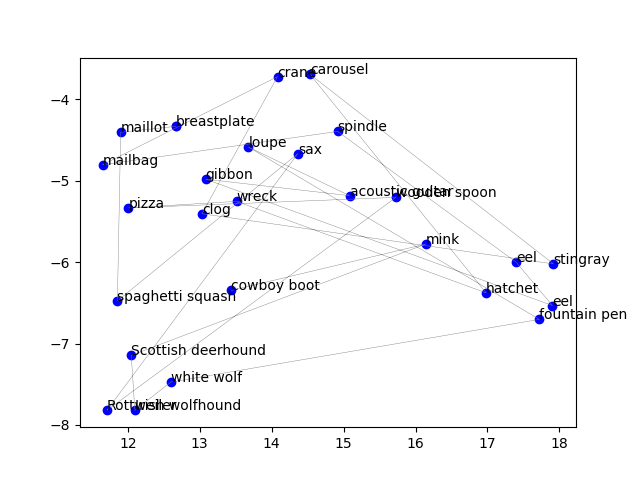 crane
carousel
maillot
breastplate
spindle
loupe
sax
mailbag
gibbon
acoustic guitar
wooden spoon
wreck
pizza
clog
mink
eel
stingray
cowboy boot
hatchet
spaghetti squash
eel
fountain pen
Scottish deerhound
white wolf
Rottweiler
Irish wolfhound
−4
−5
−6
−7
−8
12
13
14
15
16
17
18